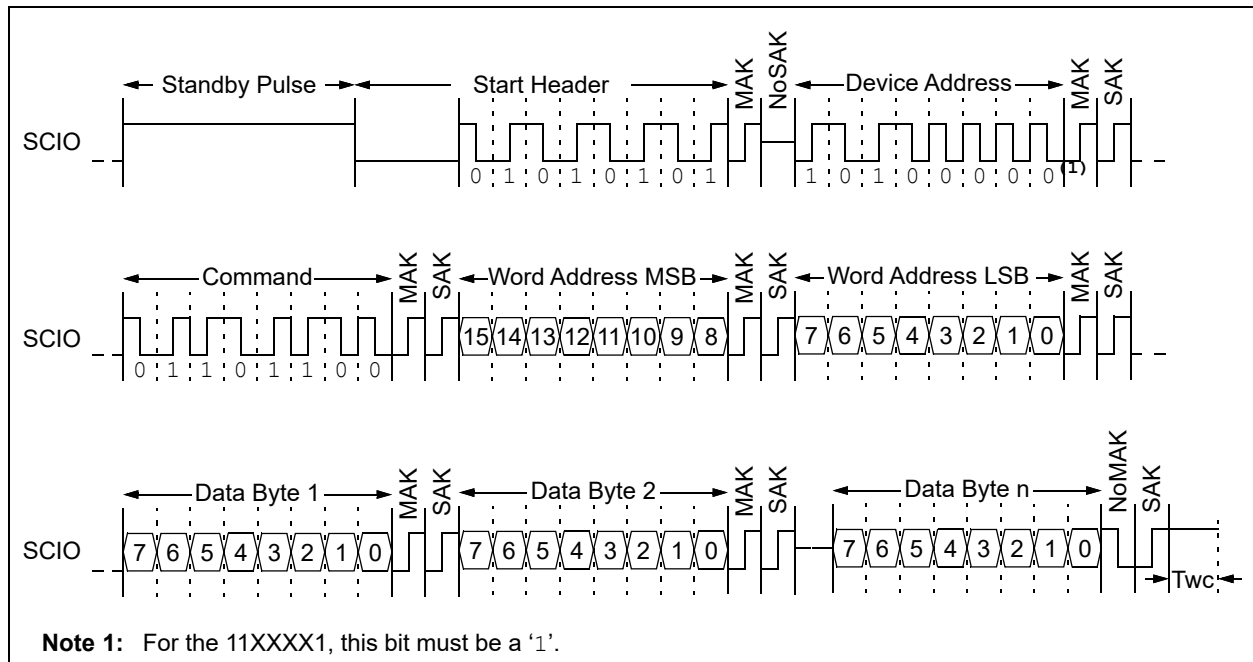 Standby Pulse Start Header MAK NoSAK Device Address MAK SAK
SCIO
0 1 0 1 0 1 0 1 1 0 1 0 0 0 0 0 (1)
Command MAK SAK Word Address MSB MAK SAK Word Address LSB MAK SAK
SCIO 15 14 13 12 11 10 9 8 7 6 5 4 3 2 1 0
0 1 1 0 1 1 0 0
Data Byte 1 MAK SAK Data Byte 2 MAK SAK Data Byte n NoMAK SAK
SCIO 7 6 5 4 3 2 1 0 7 6 5 4 3 2 1 0 7 6 5 4 3 2 1 0
Twc
Note 1: For the 11XXXX1, this bit must be a ‘1’.